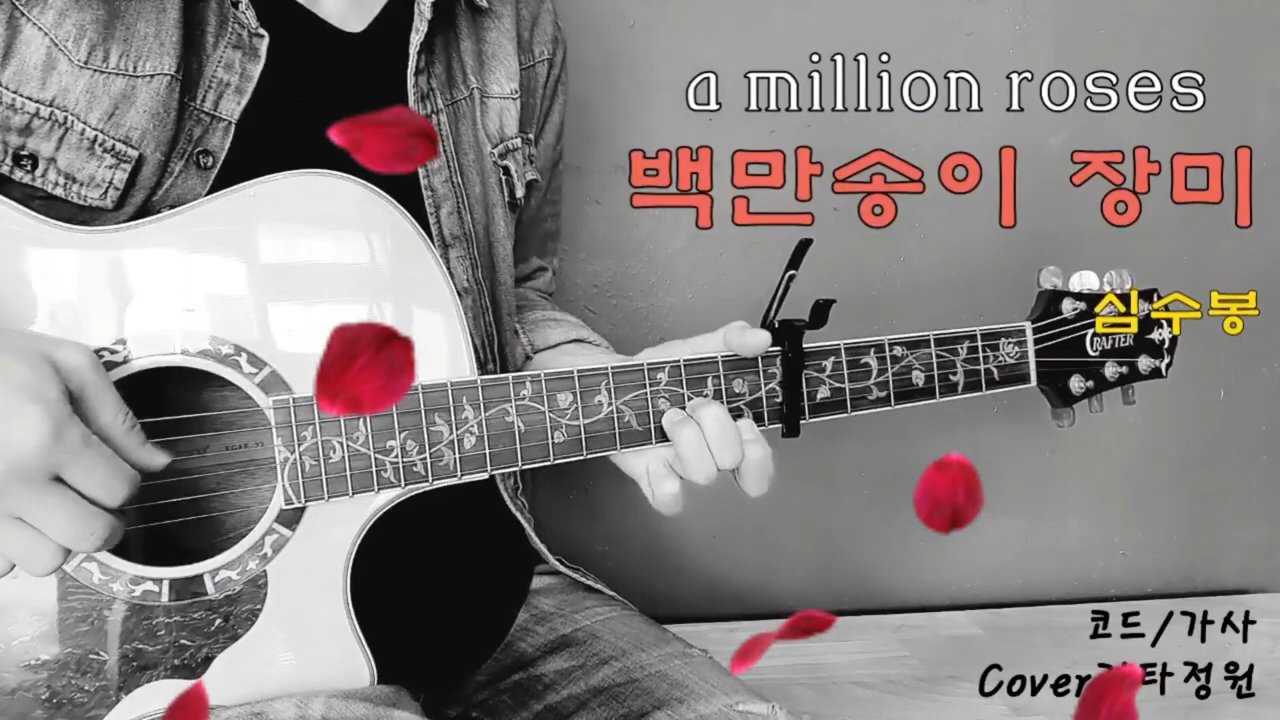 a million roses
백만송이 장미
심수봉
CRAFTER
코드/가사
Cover 타정원